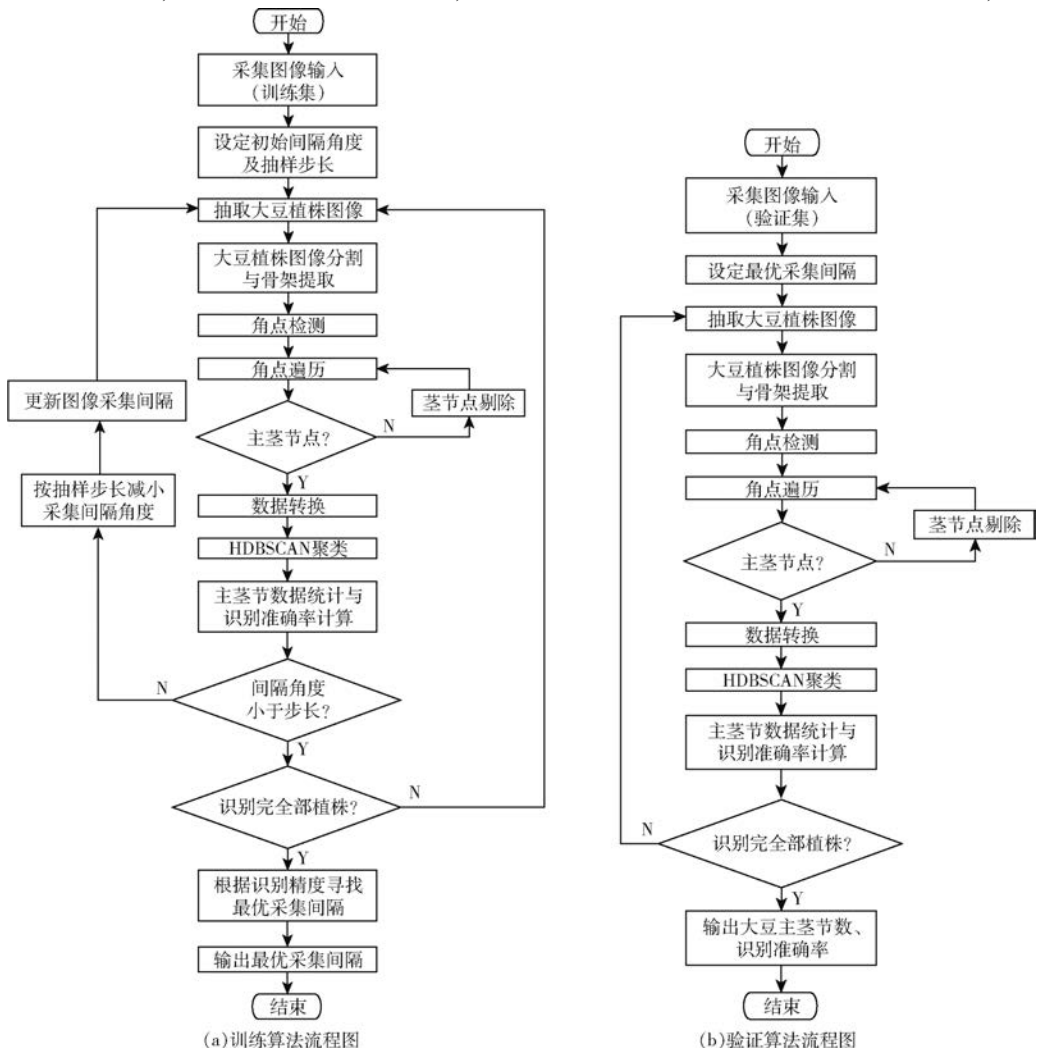 开始
采集图像输入
(训练集)
设定初始间隔角度
及抽样步长
抽取大豆植株图像
大豆植株图像分割
与骨架提取
角点检测
角点遍历
茎节点剔除
主茎节点?
N
Y
更新图像采集间隔
按抽样步长减小
采集间隔角度
数据转换
HDBSCAN聚类
主茎节数据统计与
识别准确率计算
间隔角度
小于步长?
N
Y
识别完全部植株?
N
Y
根据识别精度寻找
最优采集间隔
输出最优采集间隔
结束
(a)训练算法流程图
开始
采集图像输入
(验证集)
设定最优采集间隔
抽取大豆植株图像
大豆植株图像分割
与骨架提取
角点检测
角点遍历
茎节点剔除
主茎节点?
N
Y
数据转换
HDBSCAN聚类
主茎节数据统计与
识别准确率计算
识别完全部植株?
N
Y
输出大豆主茎节数、
识别准确率
结束
(b)验证算法流程图